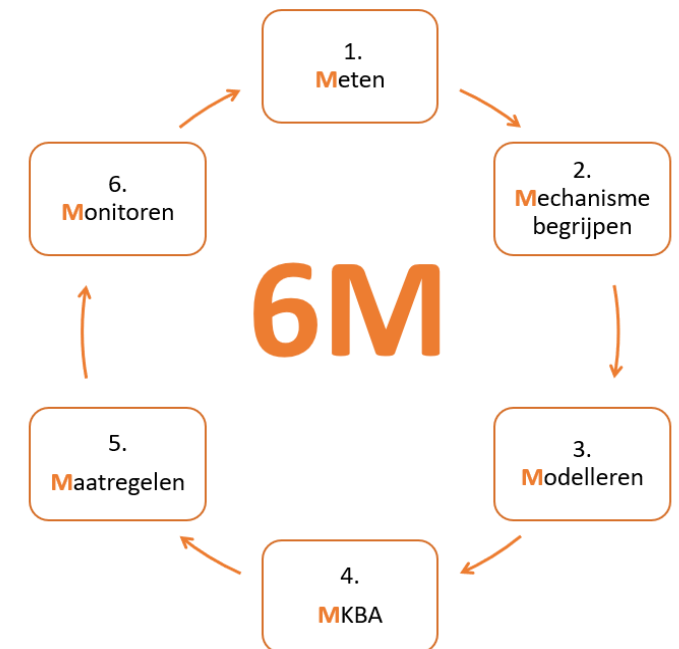 1.
Meten
2.
Mechanisme
begrijpen
3.
Modelleren
4.
MKBA
5.
Maatregelen
6.
Monitoren
6M